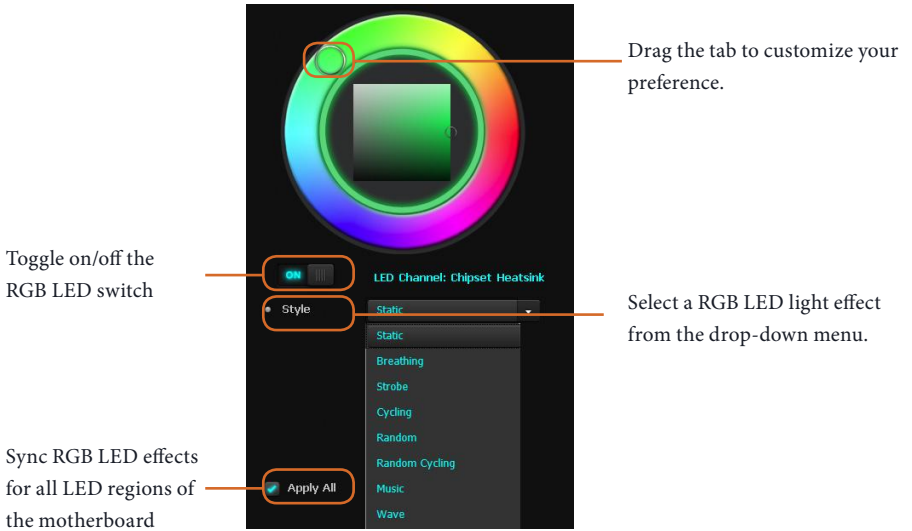 Drag the tab to customize your
preference.
Toggle on/off the
RGB LED switch
ON
LED Channel: Chipset Heatsink
Style
Static
Select a RGB LED light effect
from the drop-down menu.
Static
Breathing
Strobe
Cycling
Random
Random Cycling
Music
Wave
Sync RGB LED effects
for all LED regions of
the motherboard
Apply All